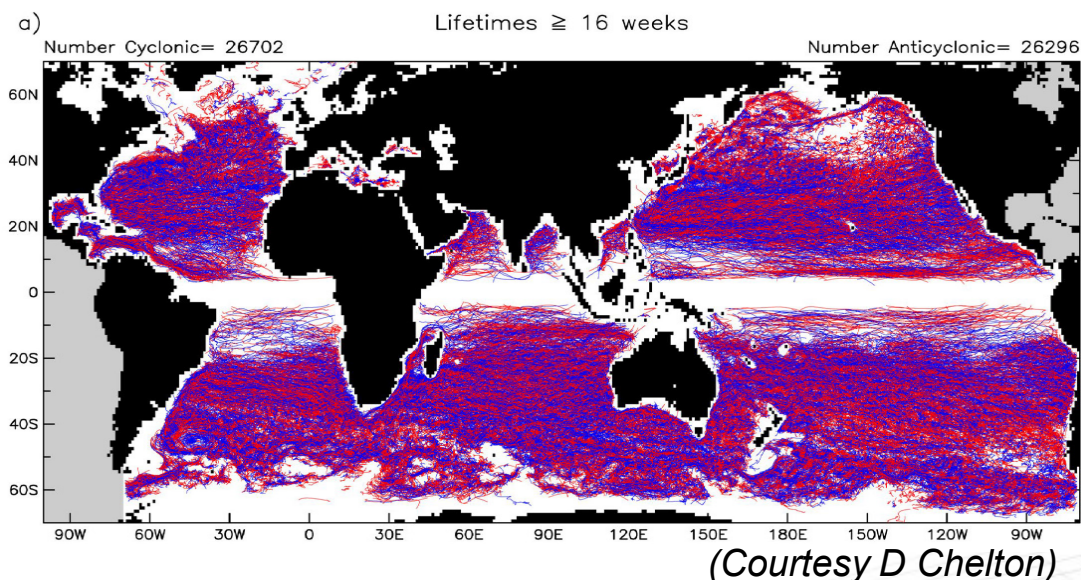 a)
Lifetimes ≧ 16 weeks
Number Cyclonic= 26702
Number Anticyclonic= 26296
60N
40N
20N
0
20S
40S
60S
90W 60W 30W 0 30E 60E 90E 120E 150E 180E 150W 120W 90W
(Courtesy D Chelton)